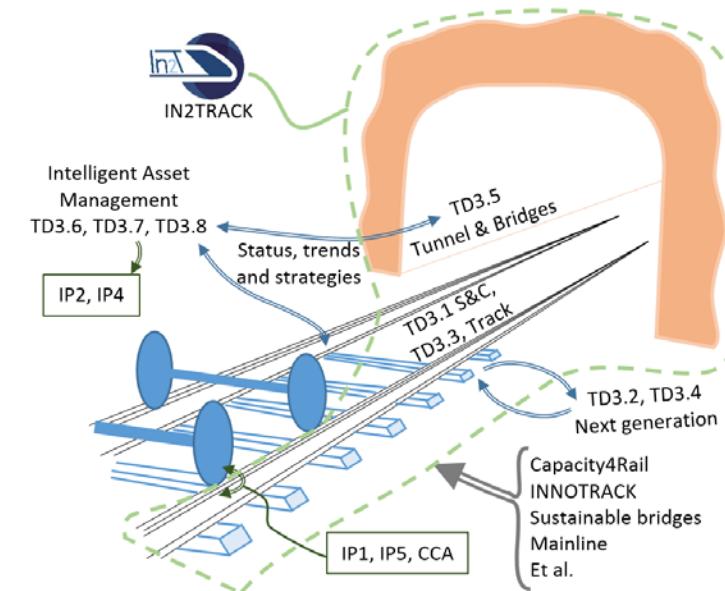 In2T
IN2TRACK
Intelligent Asset
Management
TD3.6, TD3.7, TD3.8
IP2, IP4
Status, trends
and strategies
TD3.5
Tunnel & Bridges
TD3.1 S&C,
TD3.3, Track
TD3.2, TD3.4
Next generation
Capacity4Rail
INNOTRACK
Sustainable bridges
Mainline
Et al.
IP1, IP5, CCA